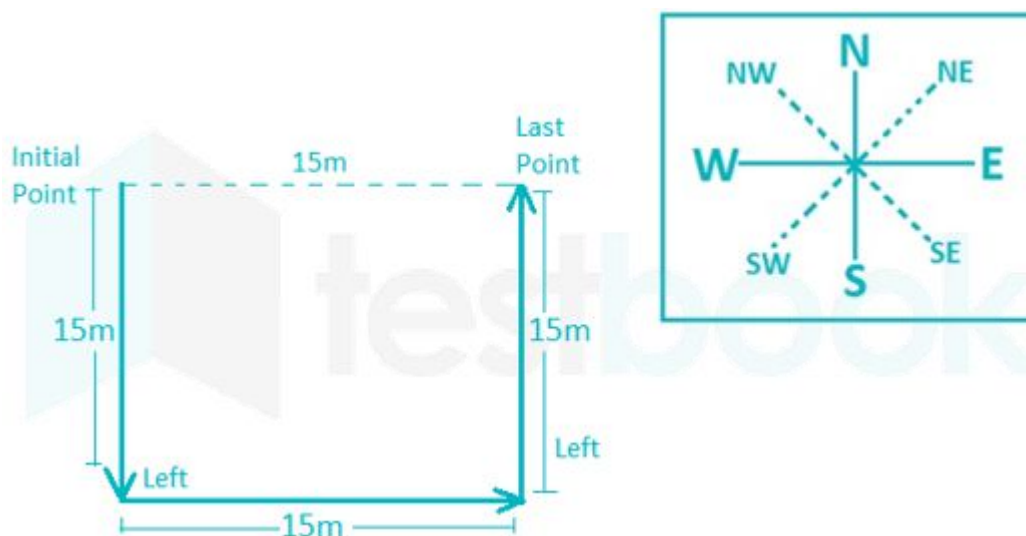 N
NW
NE
W
E
SW
SE
S
Initial
Point
15m
Last
Point
15m
15m
Left
Left
15m
testbook